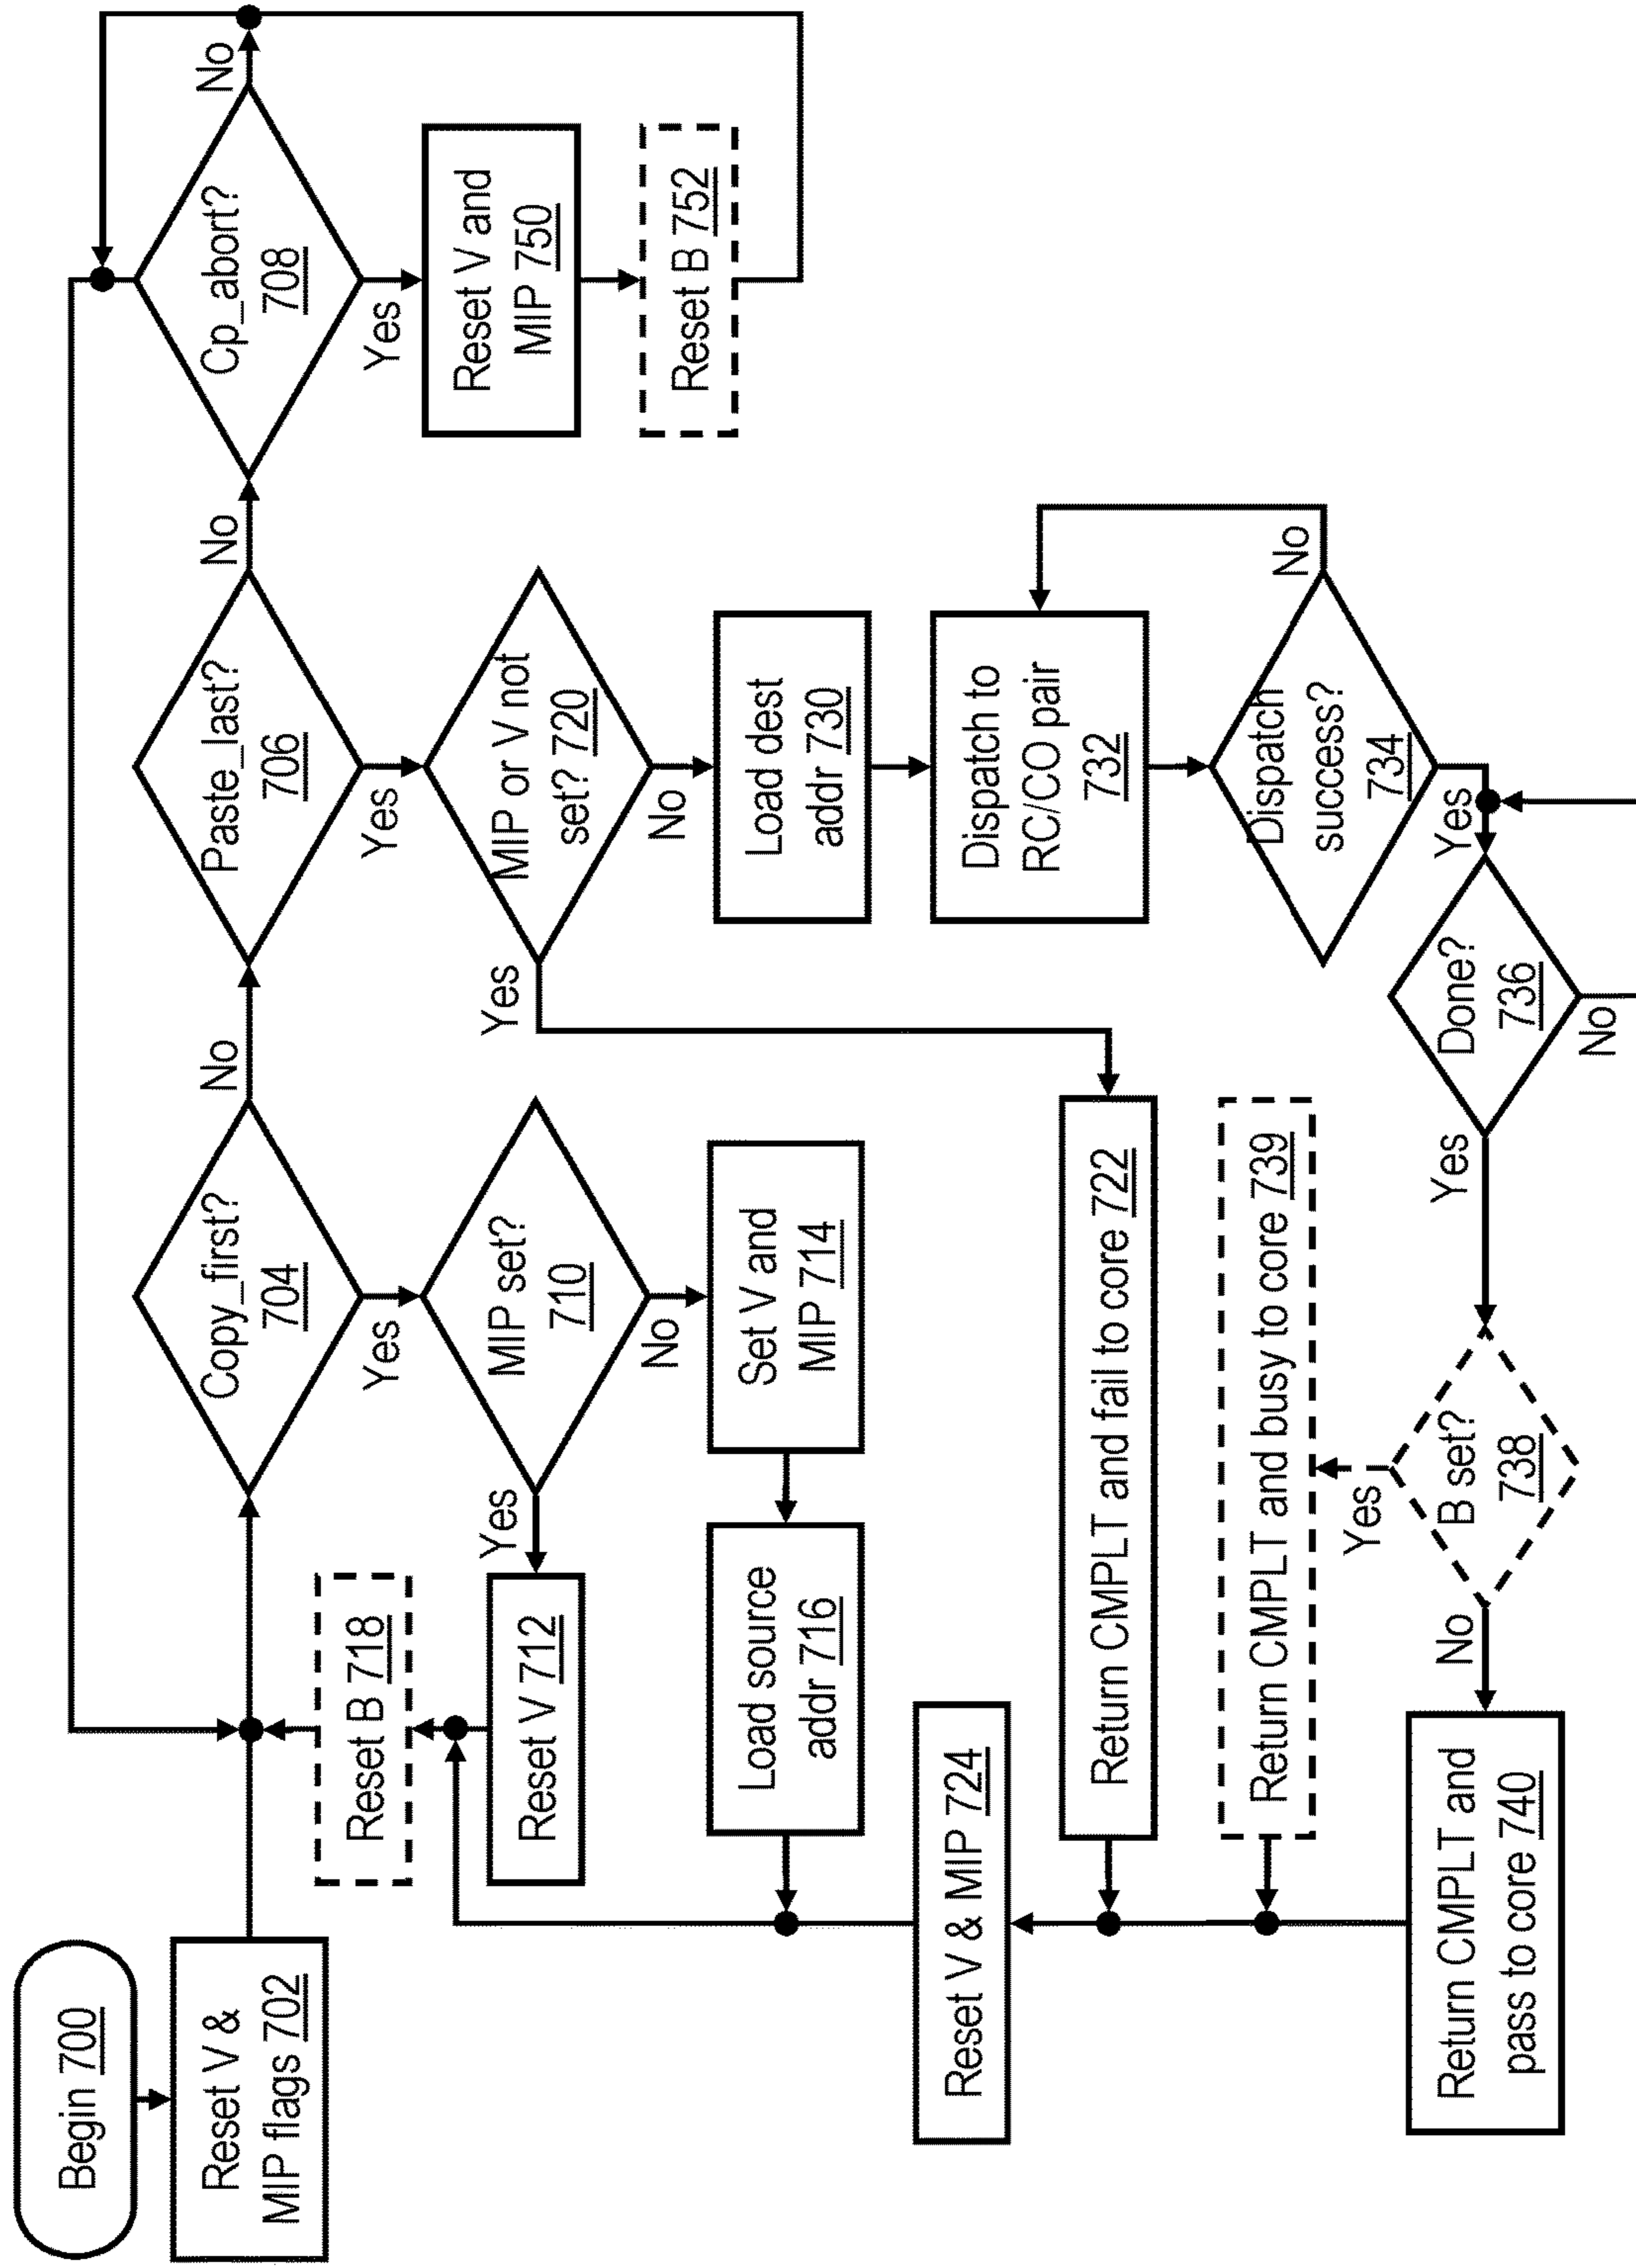 Begin 700
Reset V &
MIP flags 702
Copy_first?
704
No
Paste_last?
706
No
Cp_abort?
708
No
Yes
Yes
Yes
Reset B 718
MIP set?
710
Yes
No
Reset V 712
Set V and
MIP 714
Load source
addr 716
MIP or V not
set? 720
Yes
No
Reset V and
MIP 750
Reset B 752
Load dest
addr 730
Dispatch to
RC/CO pair
732
Dispatch
success?
734
No
Yes
Reset V & MIP 724
Return CMPLT and fail to core 722
Return CMPLT and busy to core 739
Done?
736
Yes
No
B set?
738
Yes
No
Return CMPLT and
pass to core 740